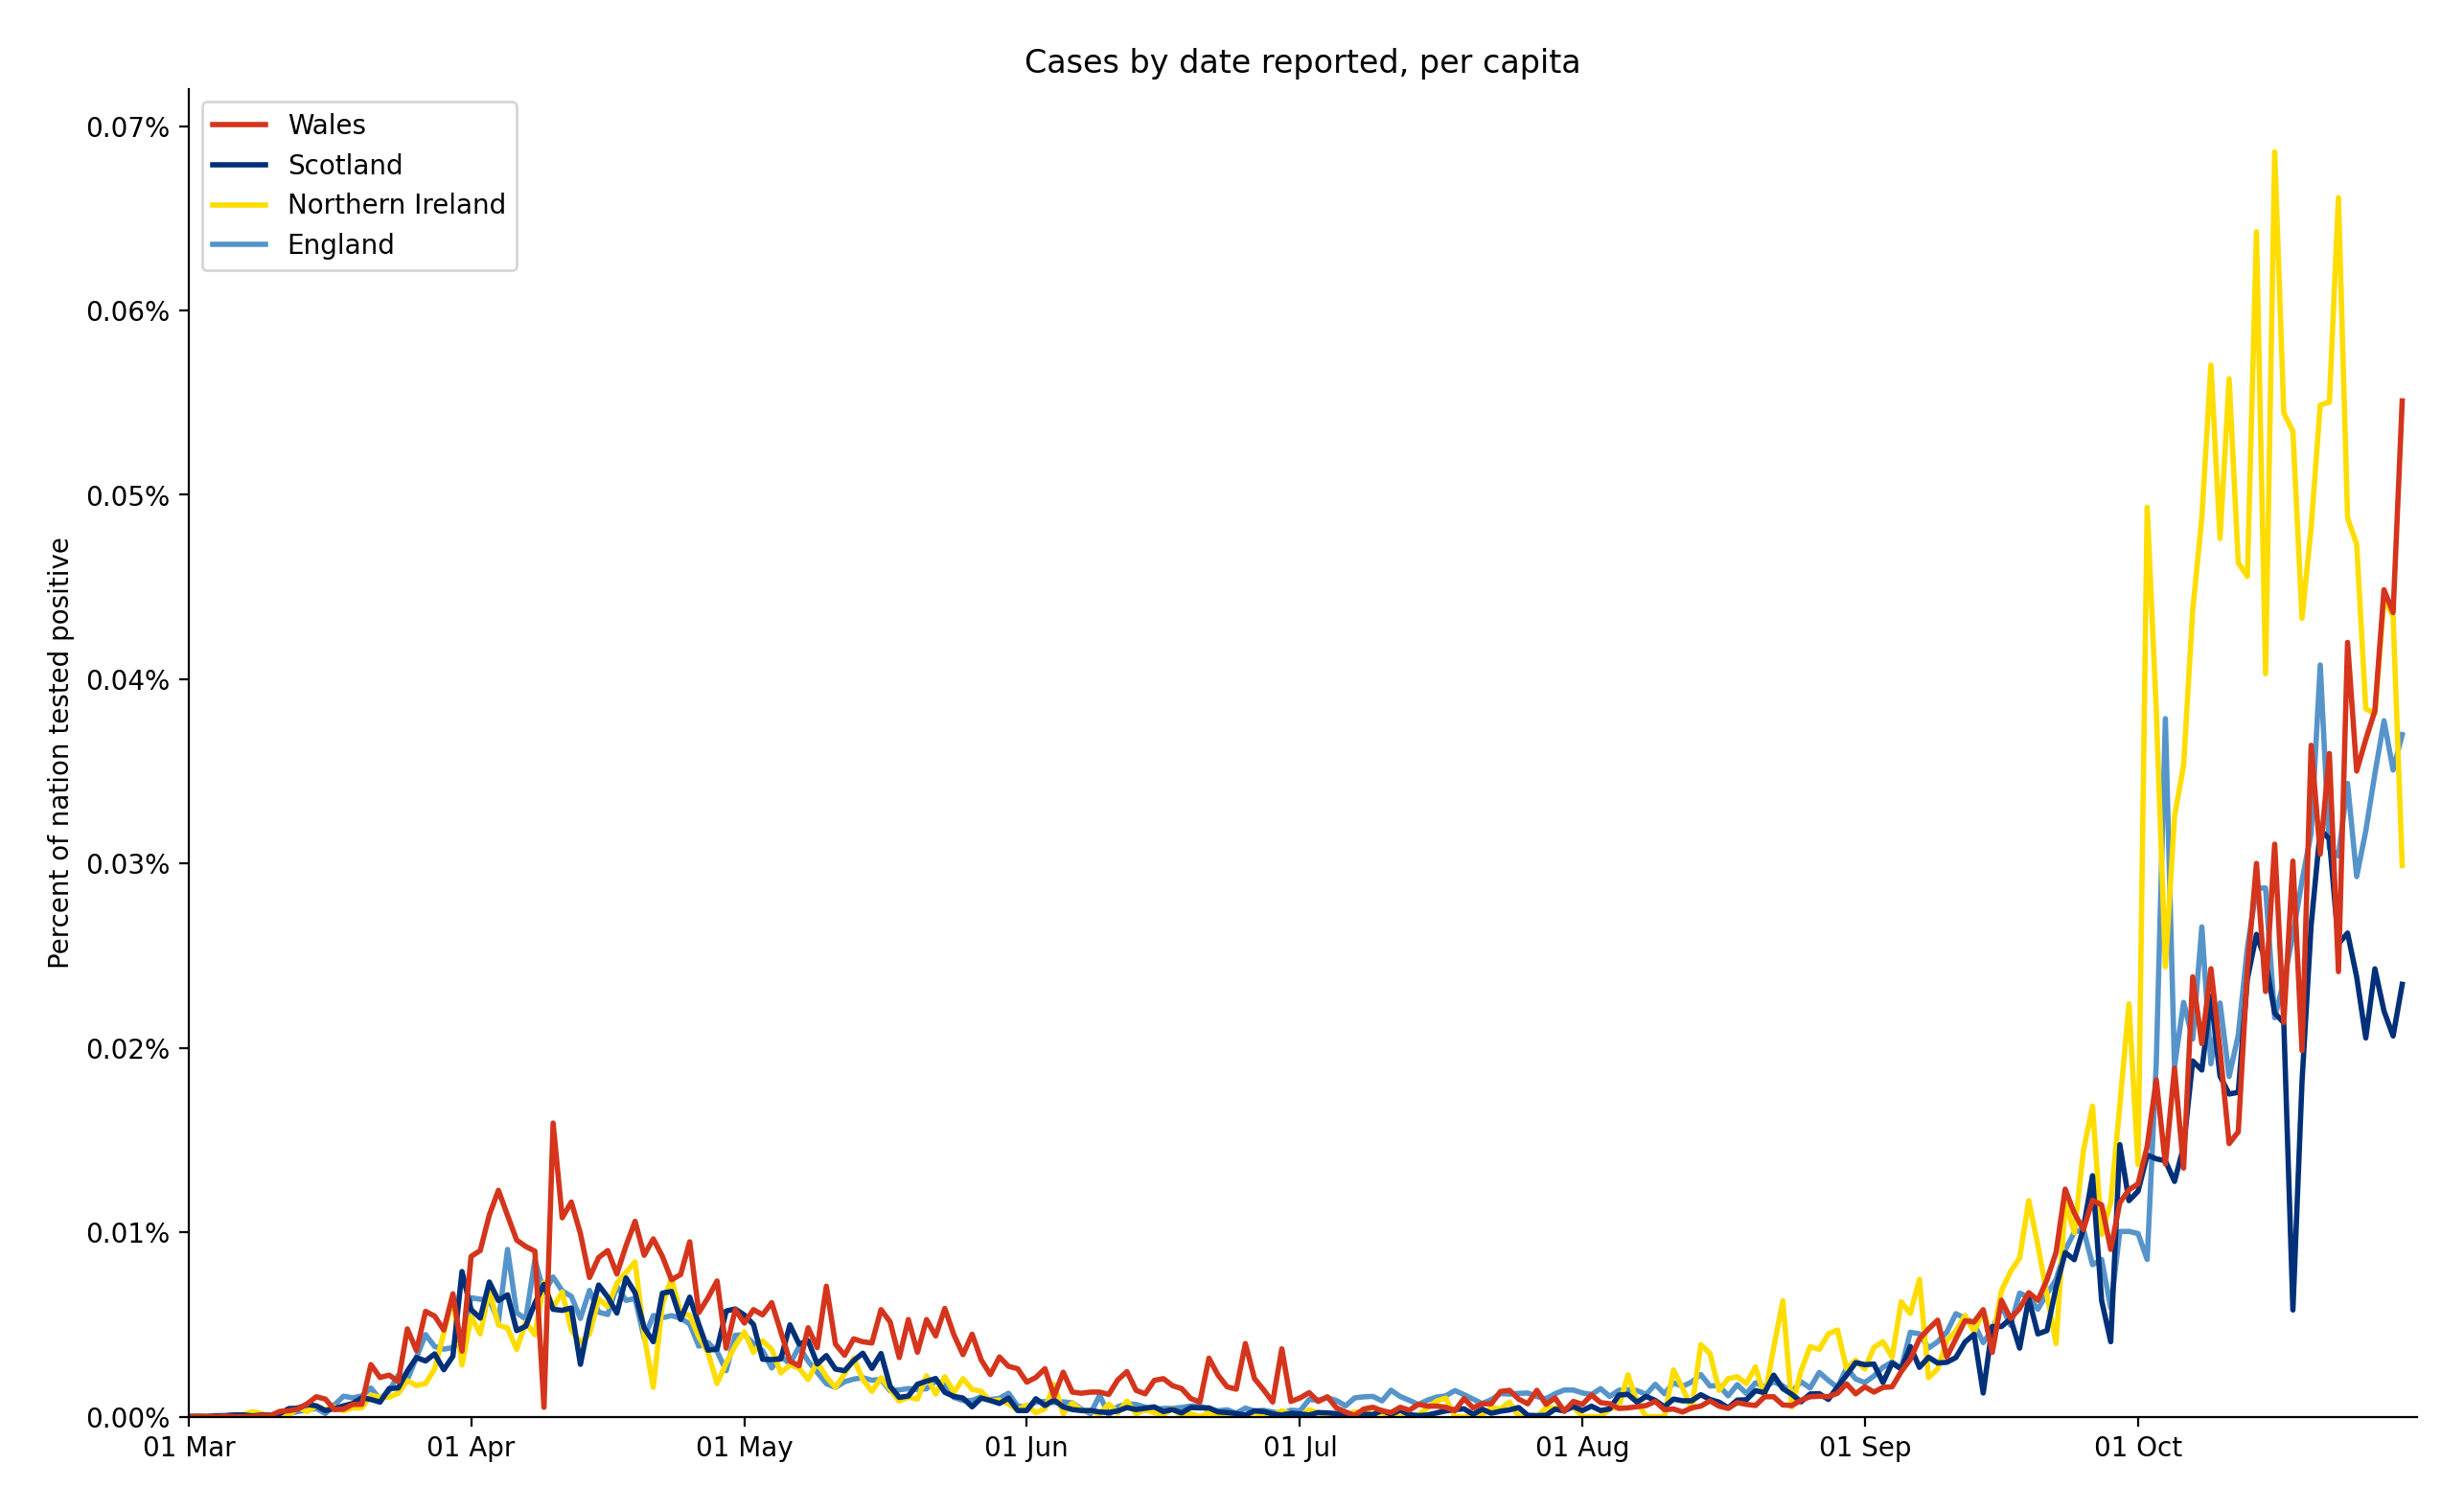 Cases by date reported, per capita
Wales
Scotland
Northern Ireland
England
Percent of nation tested positive
0.07%
0.06%
0.05%
0.04%
0.03%
0.02%
0.01%
0.00%
01 Mar
01 Apr
01 May
01 Jun
01 Jul
01 Aug
01 Sep
01 Oct